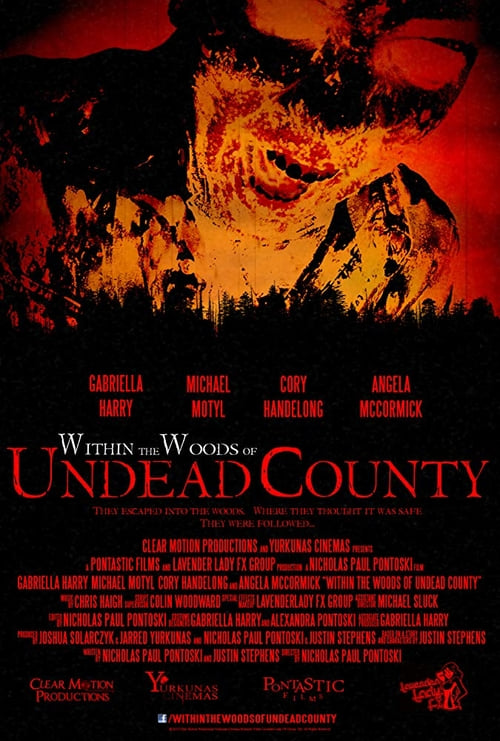 GABRIELLA HARRY MICHAEL MOTYL CORY HANDELONG ANGELA MCCORMICK
WITHIN THE WOODS OF
UNDEAD COUNTY
THEY ESCAPED INTO THE WOODS. WHERE THEY THOUGHT IT WAS SAFE
THEY WERE FOLLOWED...
CLEAR MOTION PRODUCTIONS AND YURKUNAS CINEMAS PRESENTS
A PONTASTIC FILMS AND LAVENDER LADY FX GROUP PRODUCTION A NICHOLAS PAUL PONTOSKI FILM
GABRIELLA HARRY MICHAEL MOTYL CORY HANDELONG AND ANGELA MCCORMICK "WITHIN THE WOODS OF UNDEAD COUNTY"
CHRIS HAIGH COLIN WOODWARD LAVENDERLADY FX GROUP MICHAEL SLUCK
NICHOLAS PAUL PONTOSKI GABRIELLA HARRY AND ALEXANDRA PONTOSKI GABRIELLA HARRY
JOSHUA SOLARCZYK & JARRED YURKUNAS AND NICHOLAS PAUL PONTOSKI & JUSTIN STEPHENS JUSTIN STEPHENS
NICHOLAS PAUL PONTOSKI AND JUSTIN STEPHENS NICHOLAS PAUL PONTOSKI
CLEAR MOTION PRODUCTIONS
YURKUNAS CINEMAS
PONTASTIC FILMS
Lavender Lady FX
f /WITHINTHEWOODSOFUNDEADCOUNTY